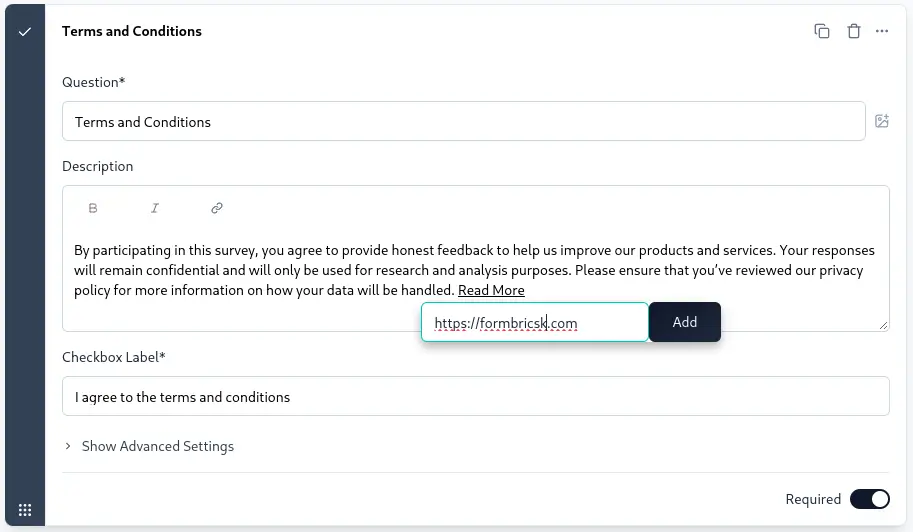 Terms and Conditions
Question*
Terms and Conditions
Description
B I
By participating in this survey, you agree to provide honest feedback to help us improve our products and services. Your responses
will remain confidential and will only be used for research and analysis purposes. Please ensure that you've reviewed our privacy
policy for more information on how your data will be handled. Read More
https://formbricsk.com Add
Checkbox Label*
I agree to the terms and conditions
Show Advanced Settings
Required